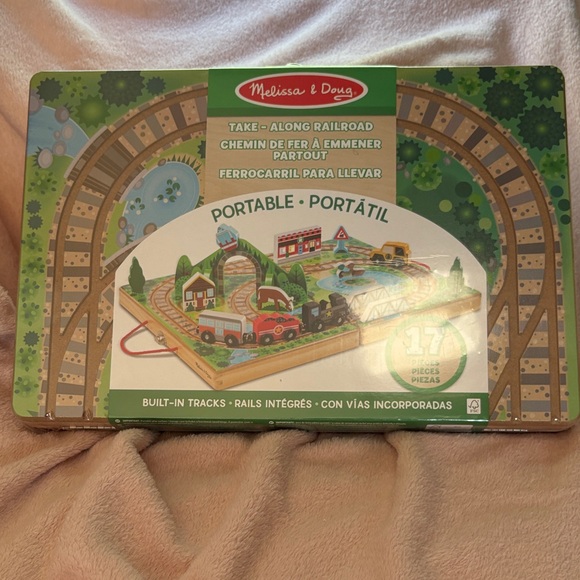 Melissa & Doug
TAKE-ALONG RAILROAD
CHEMIN DE FER À EMMENER
PARTOUT
FERROCARRIL PARA LLEVAR
PORTABLE • PORTÁTIL
17
PIÈCES
PIEZAS
BUILT-IN TRACKS • RAILS INTÉGRÉS • CON VÍAS INCORPORADAS